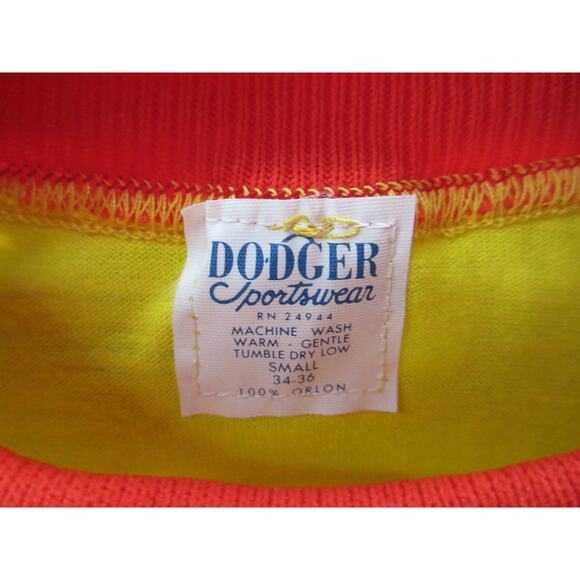 DODGER
Sportswear
RN 24944
MACHINE WASH
WARM - GENTLE
TUMBLE DRY LOW
SMALL
34-36
100% ORLON